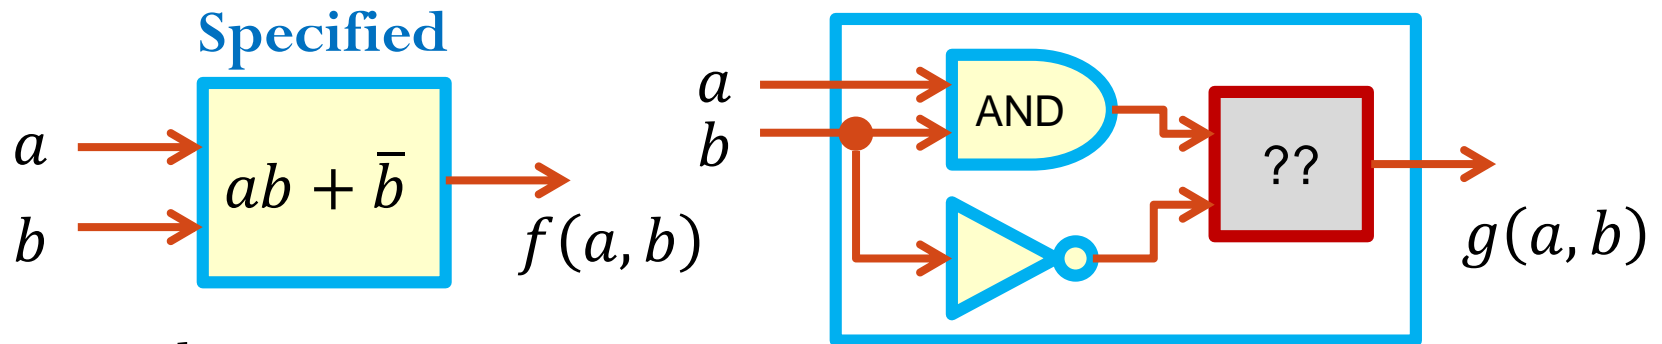 Specified
a
b
ab + b̄
f(a, b)
a
b
AND
??
g(a, b)